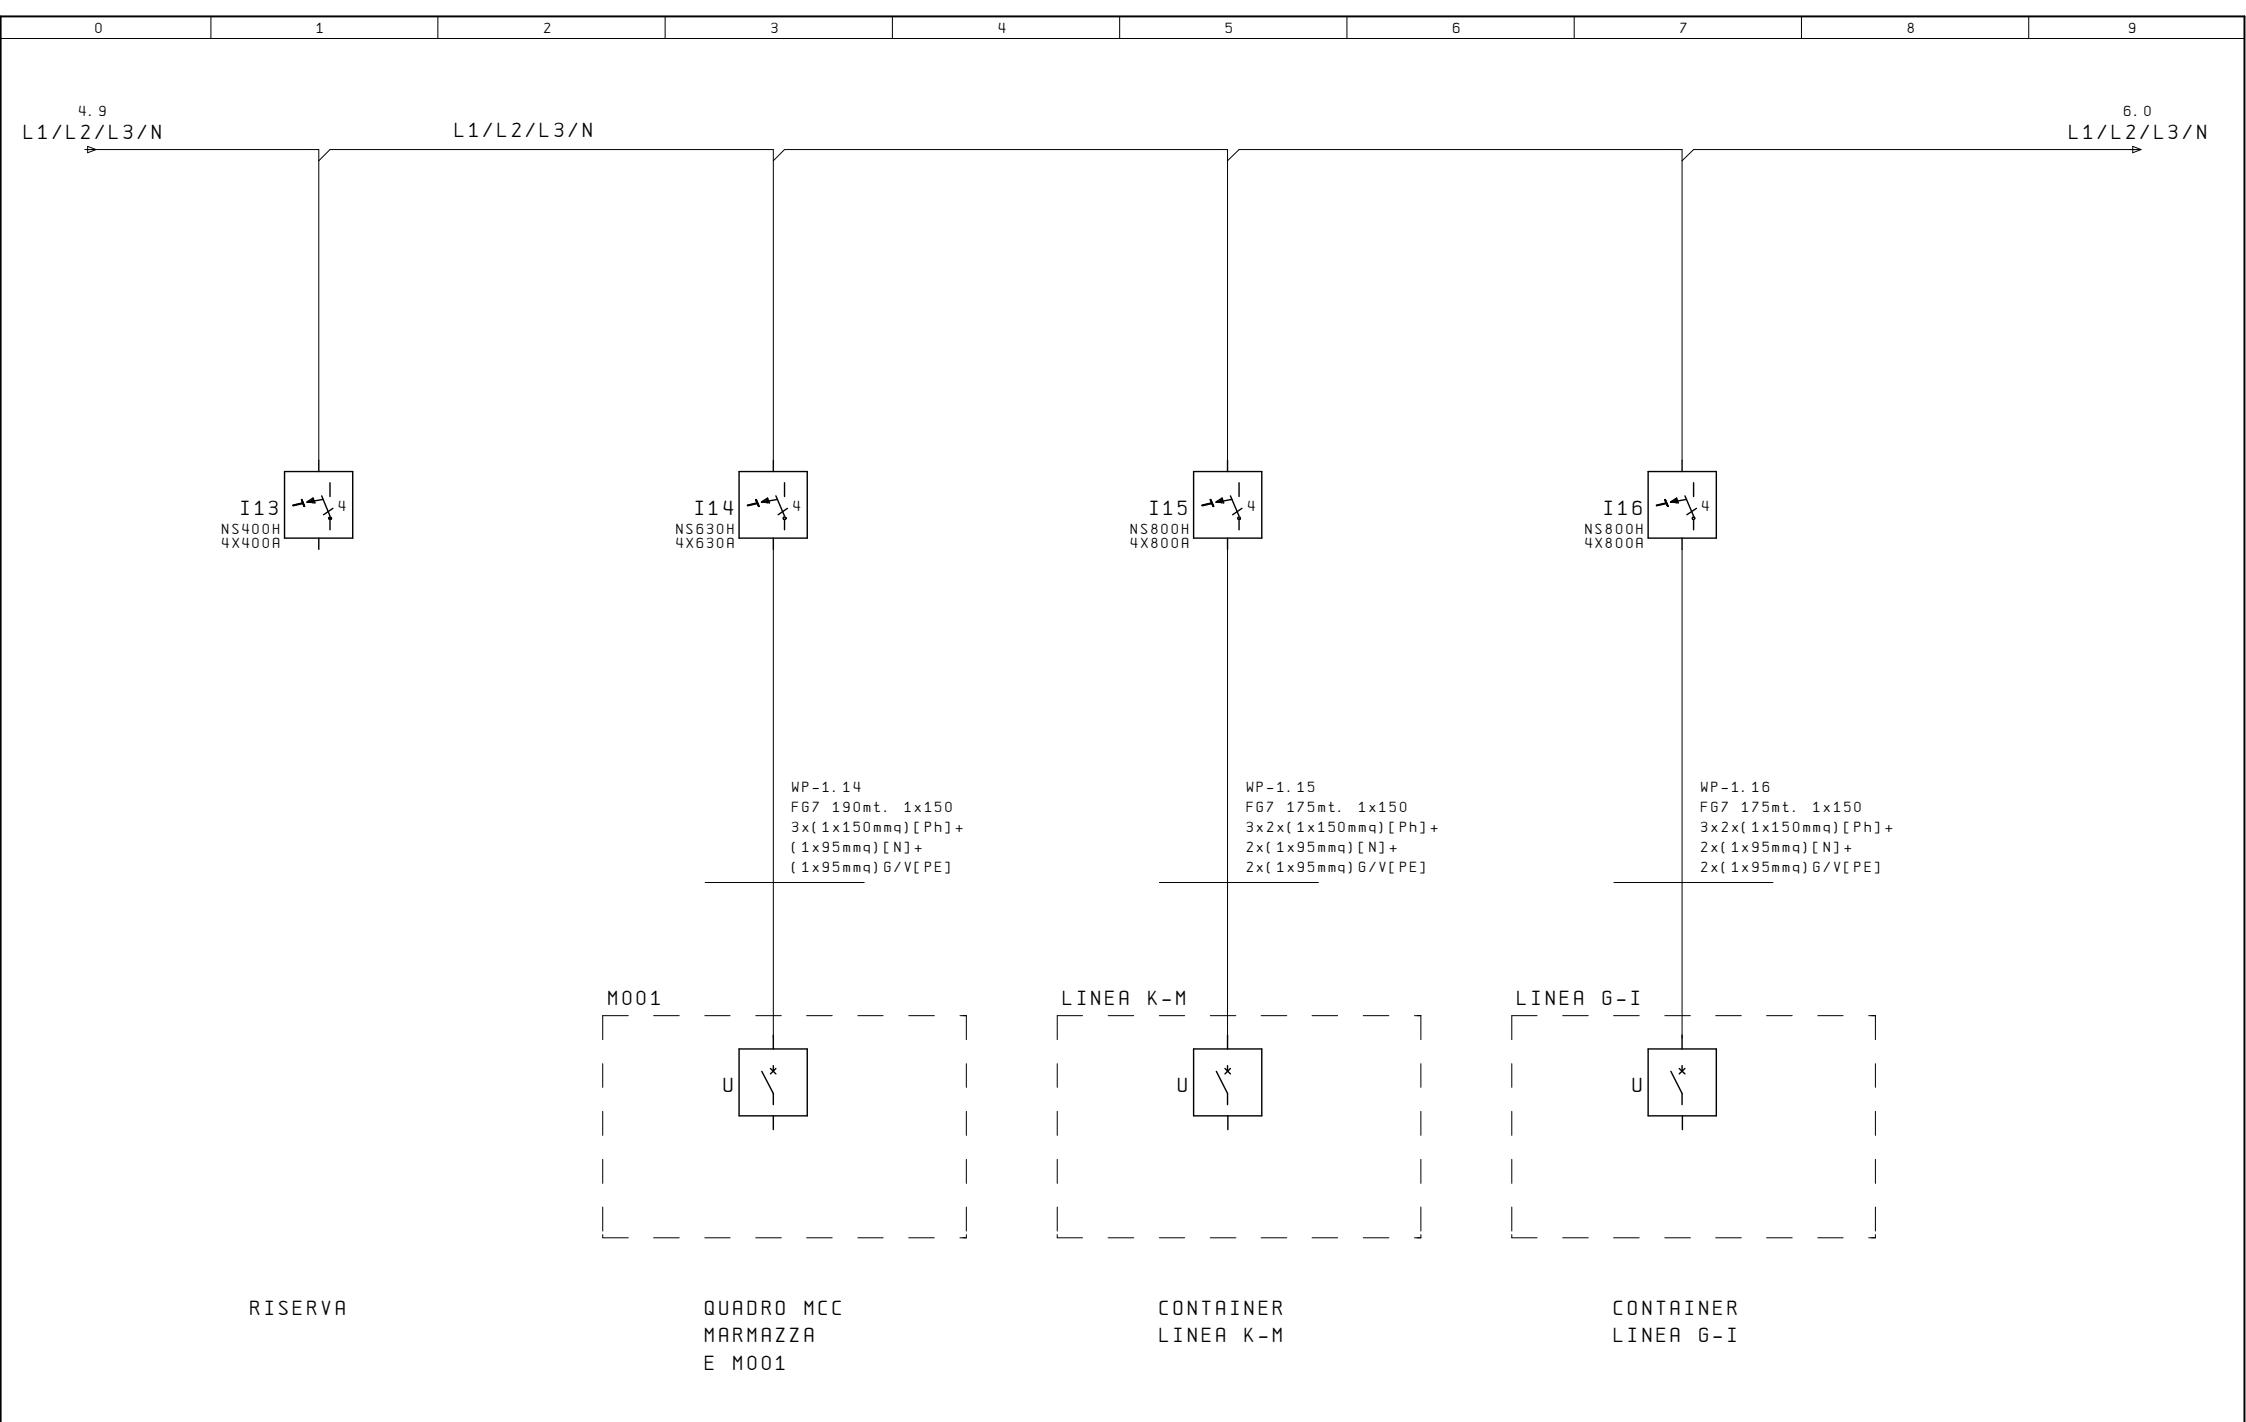 0 1 2 3 4 5 6 7 8 9
4.9
L1/L2/L3/N
L1/L2/L3/N
6.0
L1/L2/L3/N
I13
NS400H
4X400A
4
I14
NS630H
4X630A
4
I15
NS800H
4X800A
4
I16
NS800H
4X800A
4
WP-1.14
FG7 190mt. 1x150
3x(1x150mmq)[Ph]+
(1x95mmq)[N]+
(1x95mmq)G/V[PE]
WP-1.15
FG7 175mt. 1x150
3x2x(1x150mmq)[Ph]+
2x(1x95mmq)[N]+
2x(1x95mmq)G/V[PE]
WP-1.16
FG7 175mt. 1x150
3x2x(1x150mmq)[Ph]+
2x(1x95mmq)[N]+
2x(1x95mmq)G/V[PE]
M001
U
LINEA K-M
U
LINEA G-I
U
RISERVA
QUADRO MCC
MARMAZZA
E M001
CONTAINER
LINEA K-M
CONTAINER
LINEA G-I